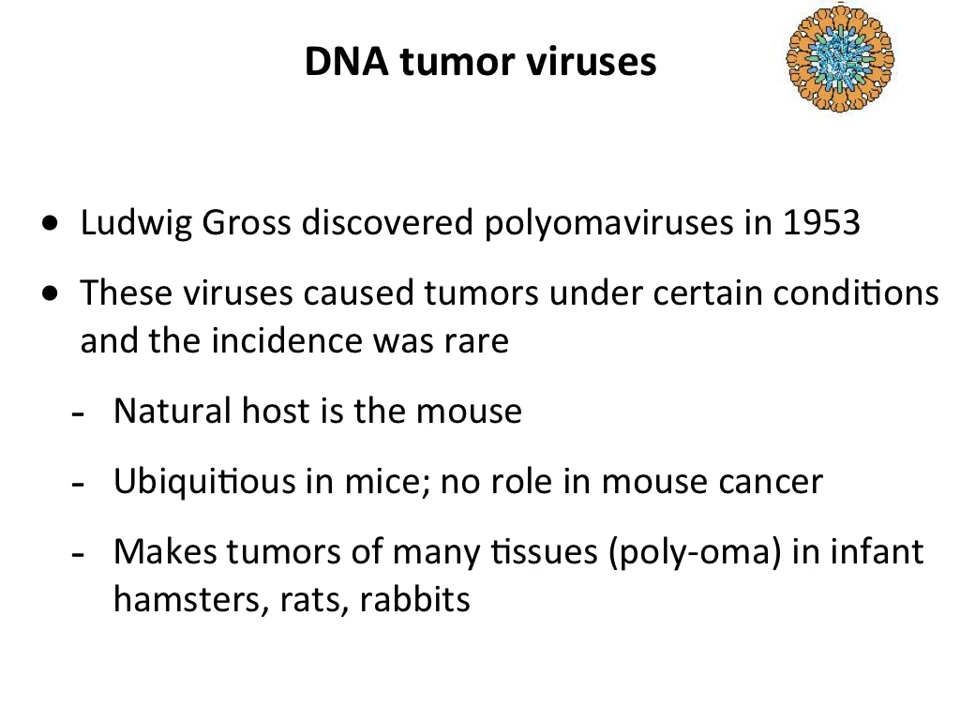 DNA tumor viruses
• Ludwig Gross discovered polyomaviruses in 1953
• These viruses caused tumors under certain conditions
and the incidence was rare
- Natural host is the mouse
- Ubiquitious in mice; no role in mouse cancer
- Makes tumors of many tissues (poly-oma) in infant
hamsters, rats, rabbits